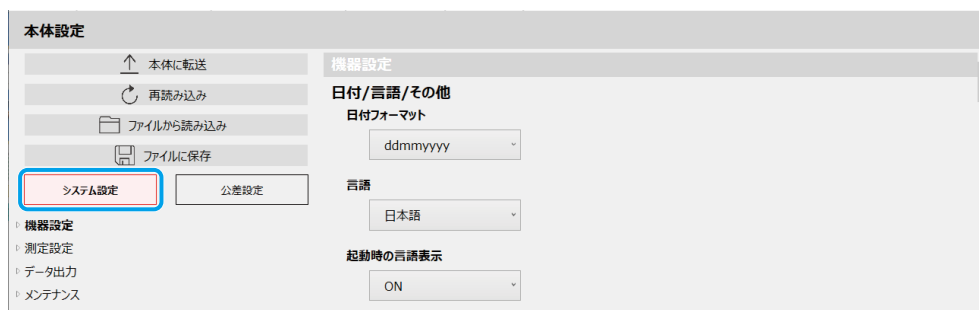 本体設定
本体に転送
再読み込み
ファイルから読み込み
ファイルに保存
システム設定
公差設定
機器設定
測定設定
データ出力
メンテナンス
機器設定
日付/言語/その他
日付フォーマット
ddmmyyyy
言語
日本語
起動時の言語表示
ON